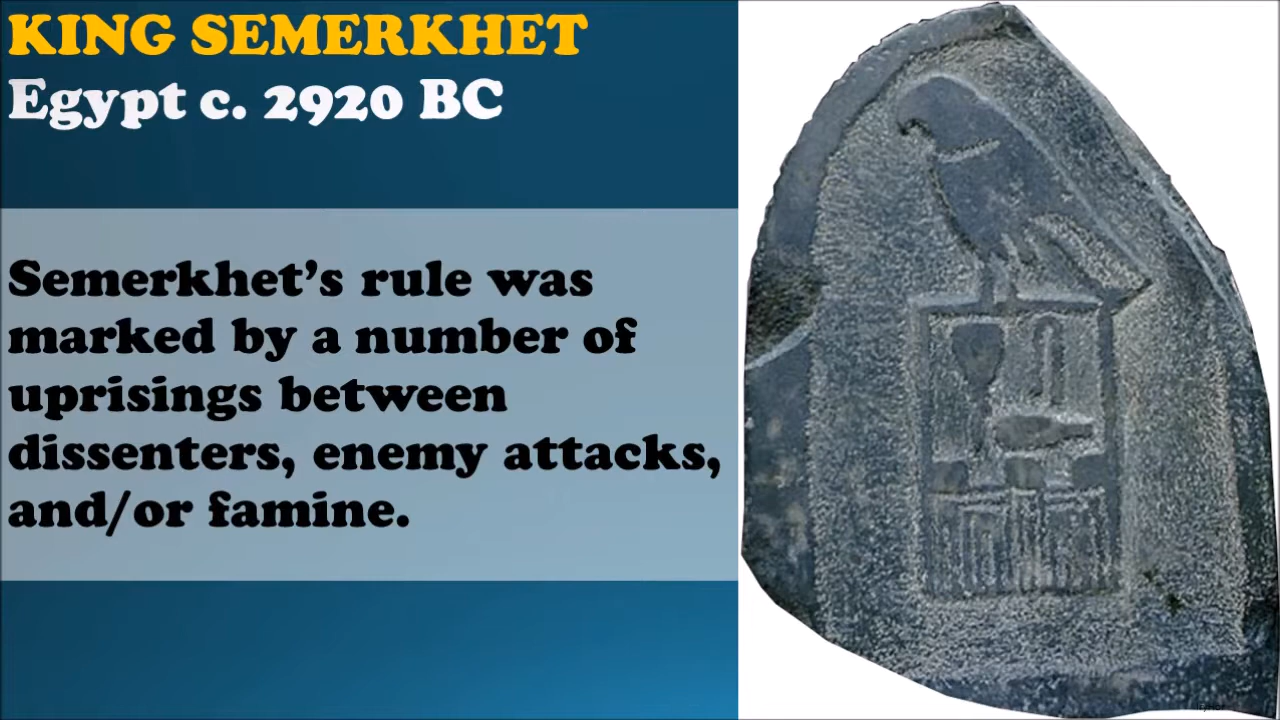 KING SEMERKHET
Egypt c. 2920 BC
Semerkhet’s rule was
marked by a number of
uprisings between
dissenters, enemy attacks,
and/or famine.